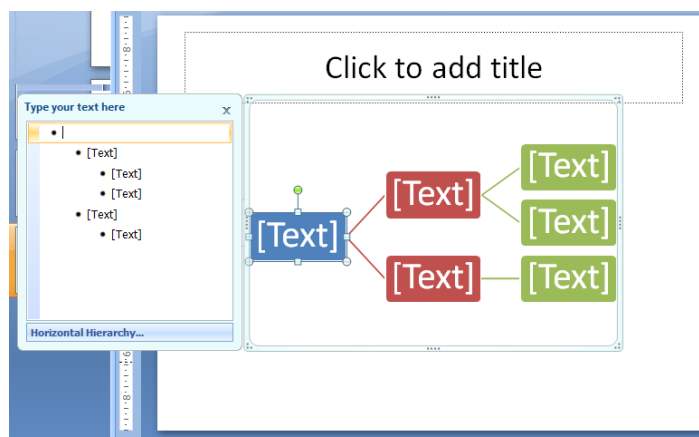 Click to add title
Type your text here
x
[Text]
[Text]
[Text]
[Text]
[Text]
Horizontal Hierarchy...
[Text]
[Text]
[Text]
[Text]
[Text]
[Text]